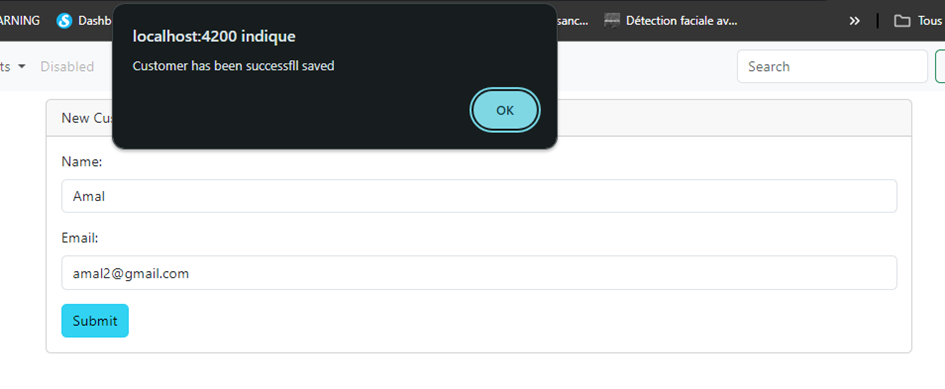 ARNING Dashb sanc... Détection faciale av... » Tous
localhost:4200 indique
Customer has been successfll saved
OK
ts Disabled Search
New Cus
Name:
Amal
Email:
amal2@gmail.com
Submit